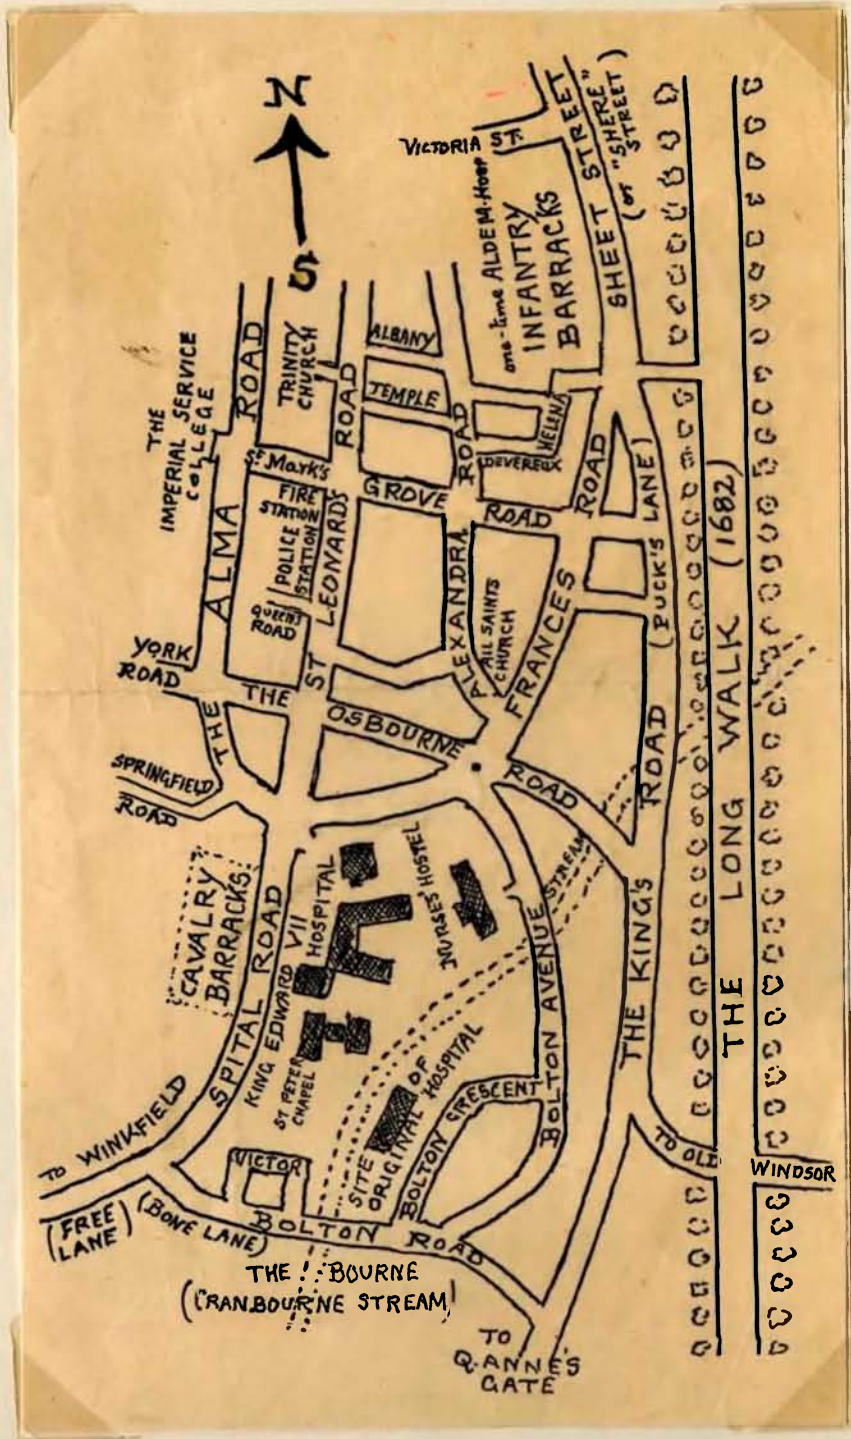 N
S
VICTORIA ST.
SHEET STREET
(or "SHERE"
STREET)
one-time ALDEM-Hosp
INFANTRY
BARRACKS
ALBANY
TEMPLE
TRINITY
CHURCH
THE
IMPERIAL SERVICE
COLLEGE
ALMA ROAD
ST LEONARDS ROAD
ST MARK'S
FIRE
STATION
POLICE
STATION
QUEEN'S
ROAD
GROVE ROAD
HELENA
DEVEREUX
ALEXANDRA ROAD
ALL SAINTS
CHURCH
FRANCES ROAD
(PUCK'S LANE)
THE LONG WALK (1682)
YORK
ROAD
THE
THE OSBOURNE ROAD
SPRINGFIELD
ROAD
CAVALRY
BARRACKS
SPITAL ROAD
KING EDWARD VII
HOSPITAL
NURSES' HOSTEL
STREAM
ST PETER
CHAPEL
SITE OF
ORIGINAL HOSPITAL
BOLTON CRESCENT
BOLTON AVENUE
THE KING'S ROAD
TO OLD WINDSOR
TO WINKFIELD
(FREE
LANE)
(BONE LANE)
VICTOR
BOLTON ROAD
THE BOURNE
(CRANBOURNE STREAM)
TO
Q.ANNE'S
GATE